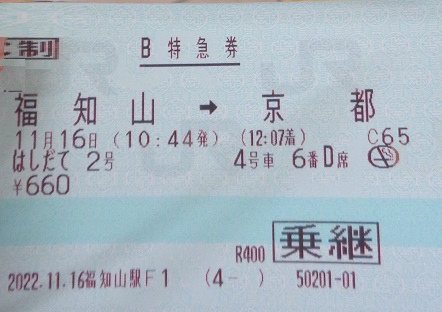 制 B特急券
福知山 → 京都
11月16日 (10:44発) (12:07着) C65
はしだて 2号 4号車 6番D席
¥660
R400 乗継
2022.11.16福知山駅F1 (4- ) 50201-01